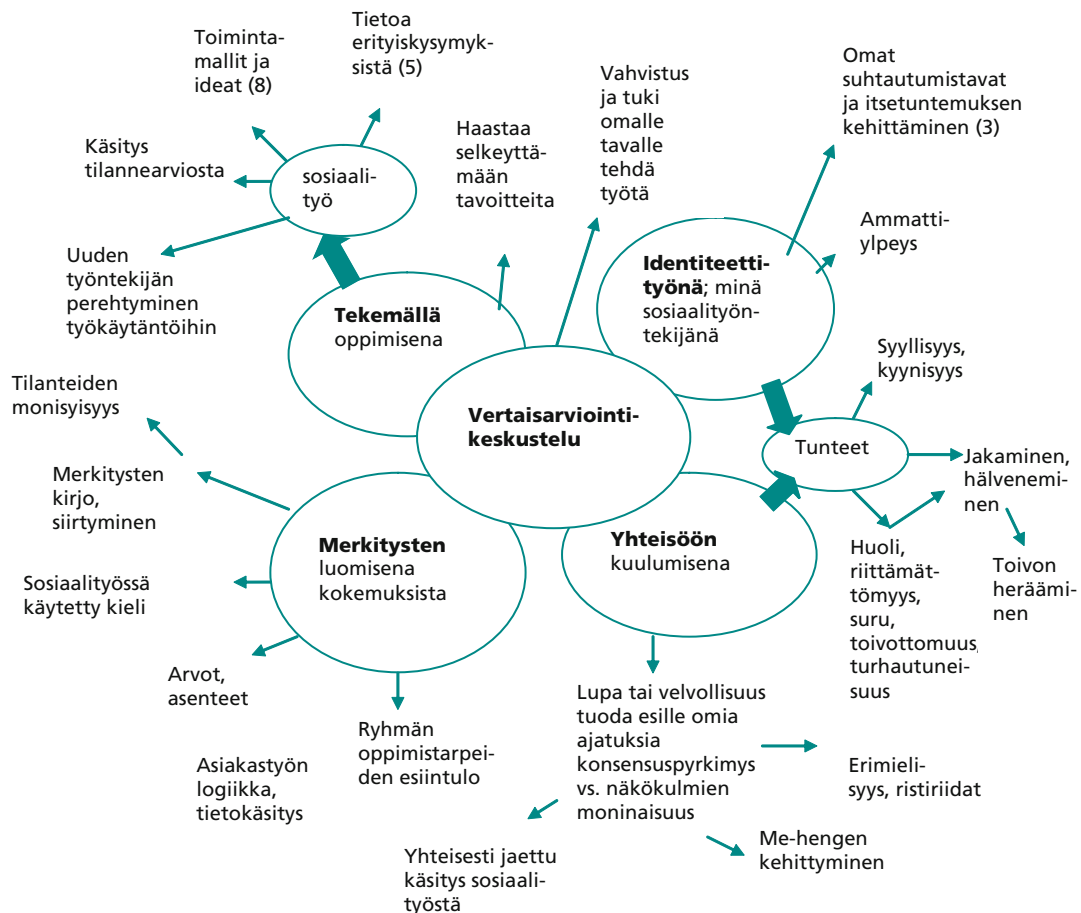 Toiminta-
mallit ja
ideat (8)
Tietoa
erityiskysymyk-
sistä (5)
Vahvistus
ja tuki
omalle
tavalle
tehdä
työtä
Omat
suhtautumistavat
ja itsetuntemuksen
kehittäminen (3)
Käsitys
tilannearviosta
sosiaali-
työ
Haastaa
selkeyttä-
mään
tavoitteita
Ammatti-
ylpeys
Uuden
työntekijän
perehtyminen
työkäytäntöihin
Tekemällä
oppimisena
Identiteetti-
työnä; minä
sosiaalityön-
tekijänä
Syyllisyys,
kyynisyys
Tilanteiden
monisyisyys
Vertaisarviointi-
keskustelu
Tunteet
Jakaminen,
hälvenemi-
nen
Merkitysten
kirjo,
siirtyminen
Merkitysten
luomisena
kokemuksista
Yhteisöön
kuulumisena
Huoli,
riittämät-
tömyys,
suru,
toivottomuus,
turhautunei-
suus
Toivon
heräämi-
nen
Sosiaalityössä
käytetty kieli
Arvot,
asenteet
Ryhmän
oppimistarpei-
den esiintulo
Lupa tai velvollisuus
tuoda esille omia
ajatuksia
konsensuspyrkimys
vs. näkökulmien
moninaisuus
Asiakastyön
logiikka,
tietokäsitys
Erimieli-
syys, ristiriidat
Yhteisesti jaettu
käsitys sosiaali-
työstä
Me-hengen
kehittyminen